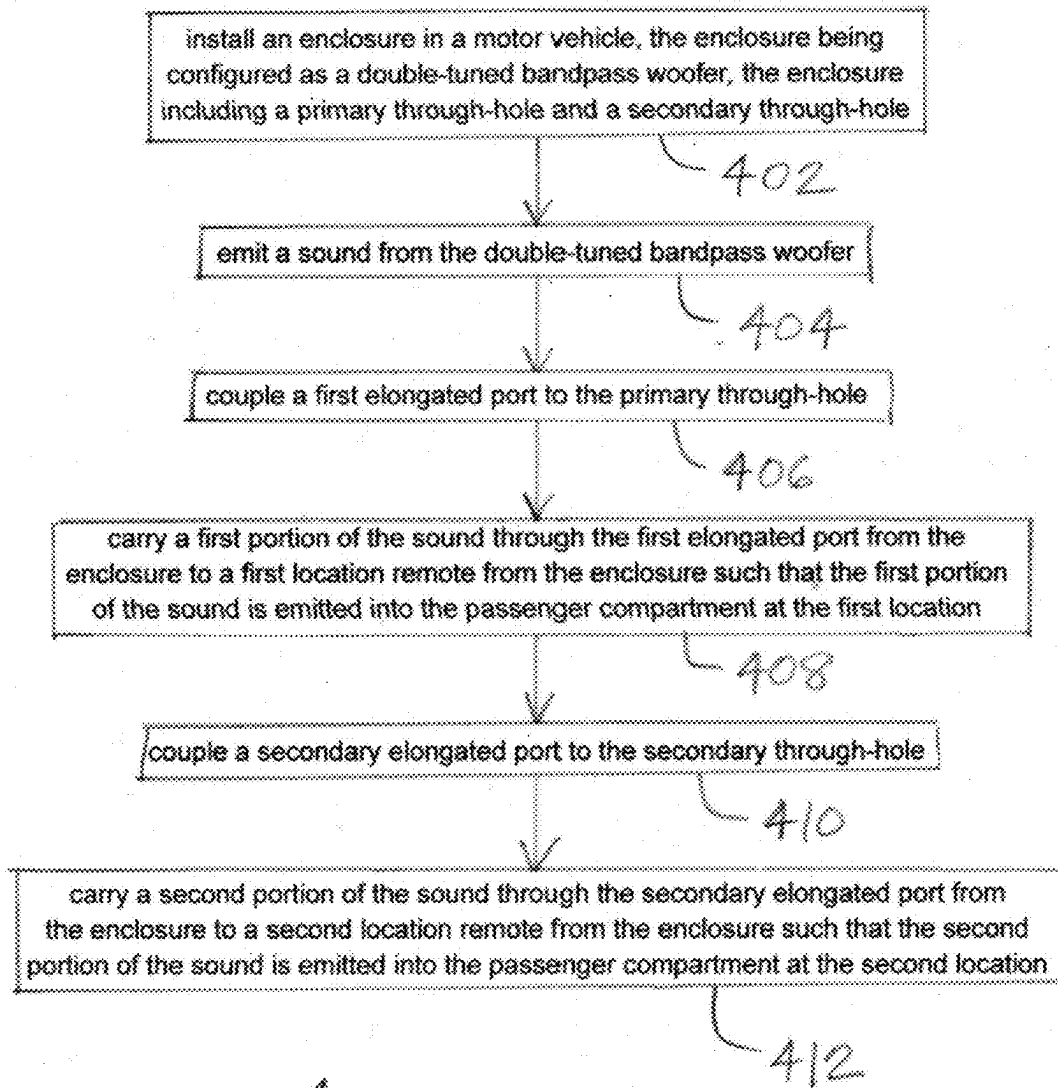 install an enclosure in a motor vehicle, the enclosure being
configured as a double-tuned bandpass woofer, the enclosure
including a primary through-hole and a secondary through-hole
402
emit a sound from the double-tuned bandpass woofer
404
couple a first elongated port to the primary through-hole
406
carry a first portion of the sound through the first elongated port from the
enclosure to a first location remote from the enclosure such that the first portion
of the sound is emitted into the passenger compartment at the first location
408
couple a secondary elongated port to the secondary through-hole
410
carry a second portion of the sound through the secondary elongated port from
the enclosure to a second location remote from the enclosure such that the second
portion of the sound is emitted into the passenger compartment at the second location
412